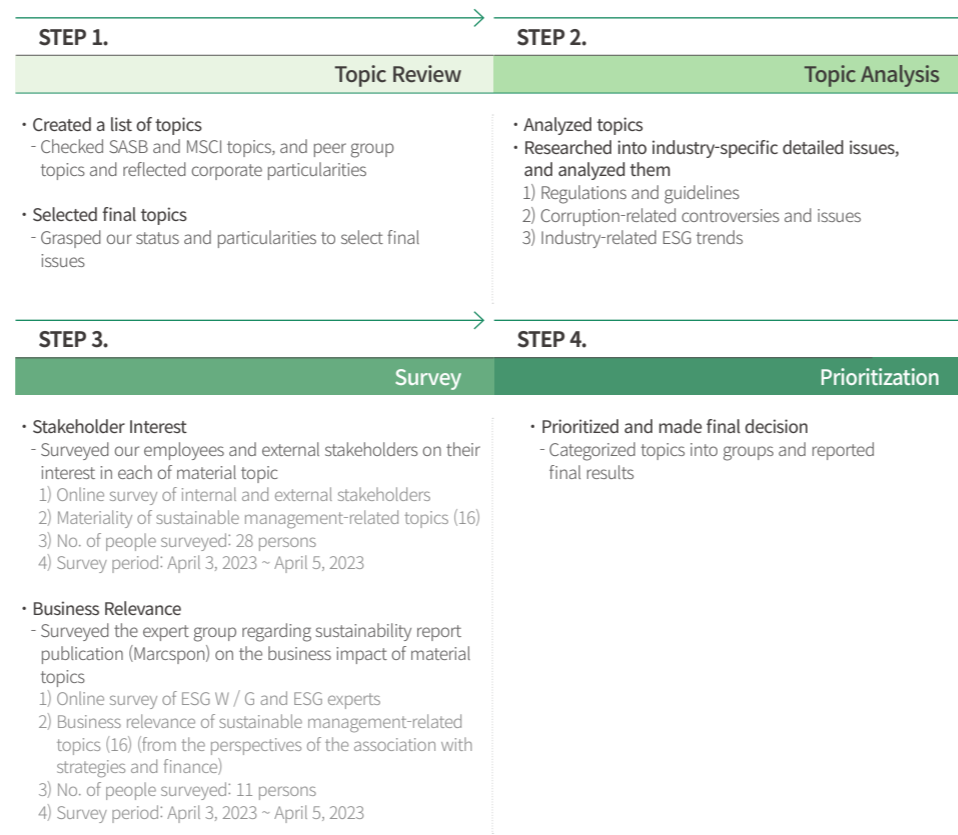 STEP 1.
Topic Review
· Created a list of topics
- Checked SASB and MSCI topics, and peer group
topics and reflected corporate particularities
· Selected final topics
- Grasped our status and particularities to select final
issues
STEP 2.
Topic Analysis
· Analyzed topics
· Researched into industry-specific detailed issues,
and analyzed them
1) Regulations and guidelines
2) Corruption-related controversies and issues
3) Industry-related ESG trends
STEP 3.
Survey
· Stakeholder Interest
- Surveyed our employees and external stakeholders on their
interest in each of material topic
1) Online survey of internal and external stakeholders
2) Materiality of sustainable management-related topics (16)
3) No. of people surveyed: 28 persons
4) Survey period: April 3, 2023 ~ April 5, 2023
· Business Relevance
- Surveyed the expert group regarding sustainability report
publication (Marcspon) on the business impact of material
topics
1) Online survey of ESG W / G and ESG experts
2) Business relevance of sustainable management-related
topics (16) (from the perspectives of the association with
strategies and finance)
3) No. of people surveyed: 11 persons
4) Survey period: April 3, 2023 ~ April 5, 2023
STEP 4.
Prioritization
· Prioritized and made final decision
- Categorized topics into groups and reported
final results